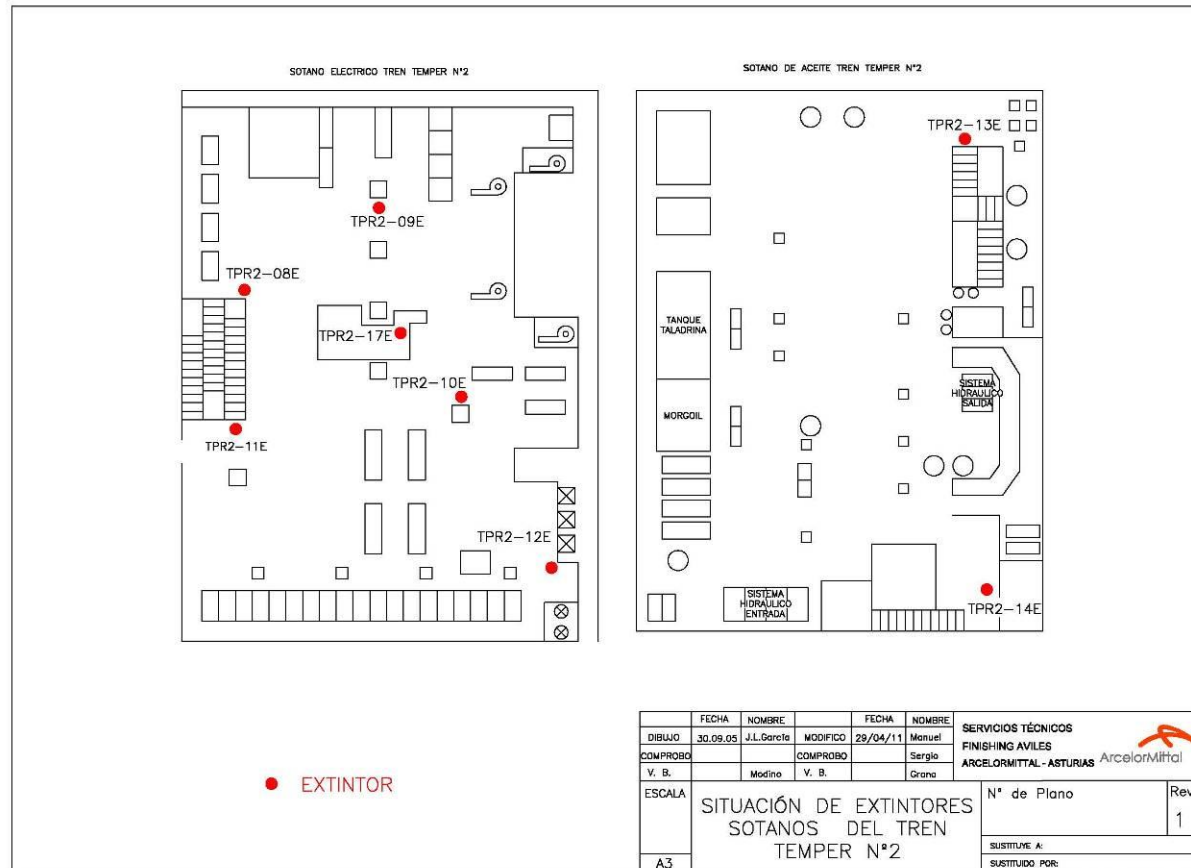 SOTANO ELECTRICO TREN TEMPER Nº2
TPR2-09E
TPR2-08E
TPR2-17E
TPR2-10E
TPR2-11E
TPR2-12E
SOTANO DE ACEITE TREN TEMPER Nº2
TPR2-13E
TANQUE
TALADRINA
MORGOIL
SISTEMA
HIDRAULICO
SALIDA
SISTEMA
HIDRAULICO
ENTRADA
TPR2-14E
EXTINTOR
FECHA NOMBRE FECHA NOMBRE
DIBUJO 30.09.05 J.L.García MODIFICO 29/04/11 Manuel
COMPROBO COMPROBO Sergio
V. B. Modino V. B. Grana
SERVICIOS TÉCNICOS
FINISHING AVILES
ARCELORMITTAL - ASTURIAS
ArcelorMittal
ESCALA
A3
SITUACIÓN DE EXTINTORES
SOTANOS DEL TREN
TEMPER Nº2
Nº de Plano
Rev
1
SUSTITUYE A:
SUSTITUIDO POR: